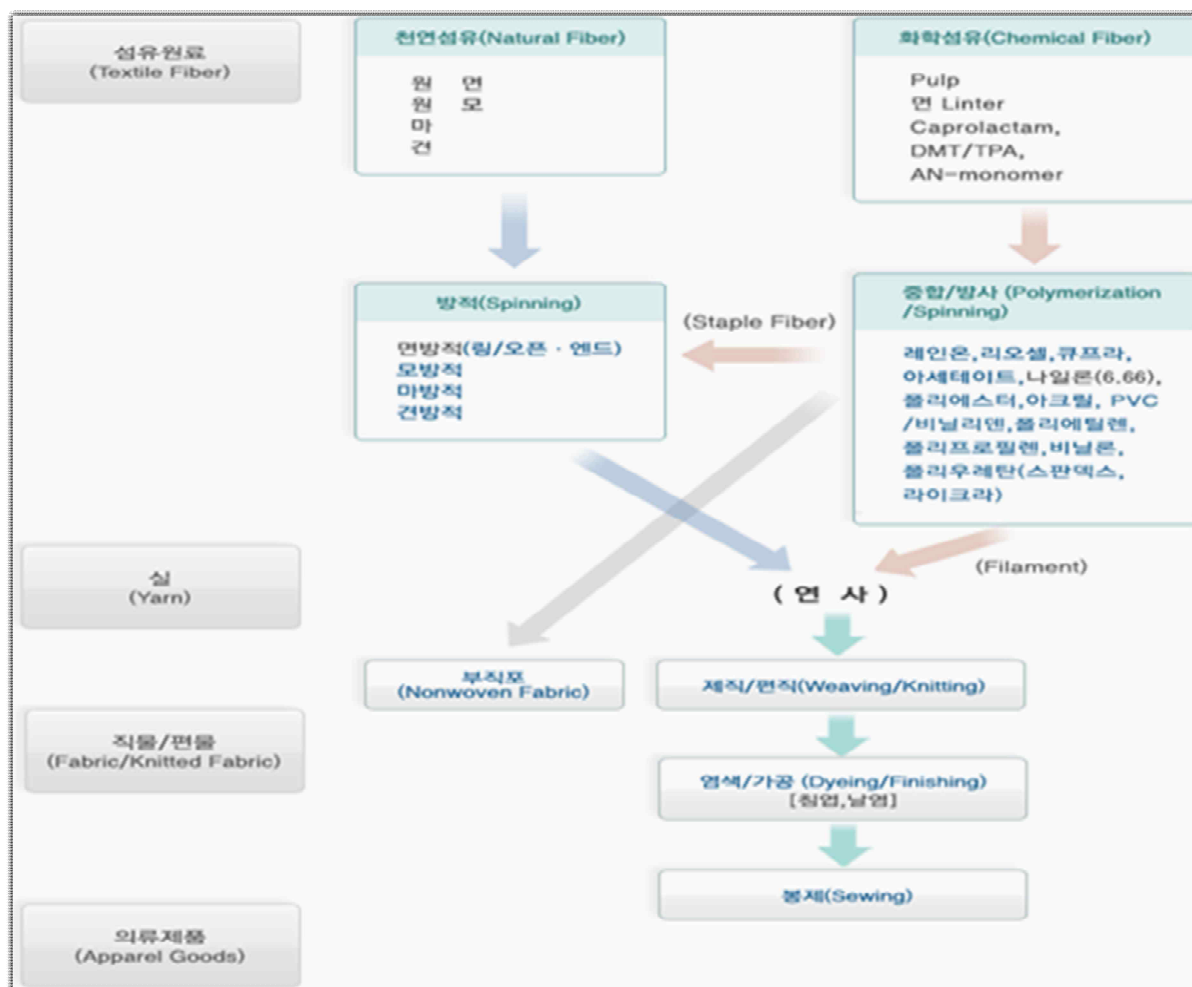 섬유원료
(Textile Fiber)
천연섬유(Natural Fiber)
원 면
원 모
마
견
화학섬유(Chemical Fiber)
Pulp
면 Linter
Caprolactam,
DMT/TPA,
AN-monomer
방적(Spinning)
면방적(링/오픈 · 엔드)
모방적
마방적
견방적
(Staple Fiber)
중합/방사 (Polymerization
/Spinning)
레인온,리오셀,큐프라,
아세테이트,나일론(6.66),
폴리에스터,아크릴, PVC
/비닐리덴,폴리에틸렌,
폴리프로필렌,비닐론,
폴리우레탄(스판덱스,
라이크라)
실
(Yarn)
(Filament)
( 연 사 )
부직포
(Nonwoven Fabric)
제직/편직(Weaving/Knitting)
직물/편물
(Fabric/Knitted Fabric)
염색/가공 (Dyeing/Finishing)
[침염,날염]
봉제(Sewing)
의류제품
(Apparel Goods)